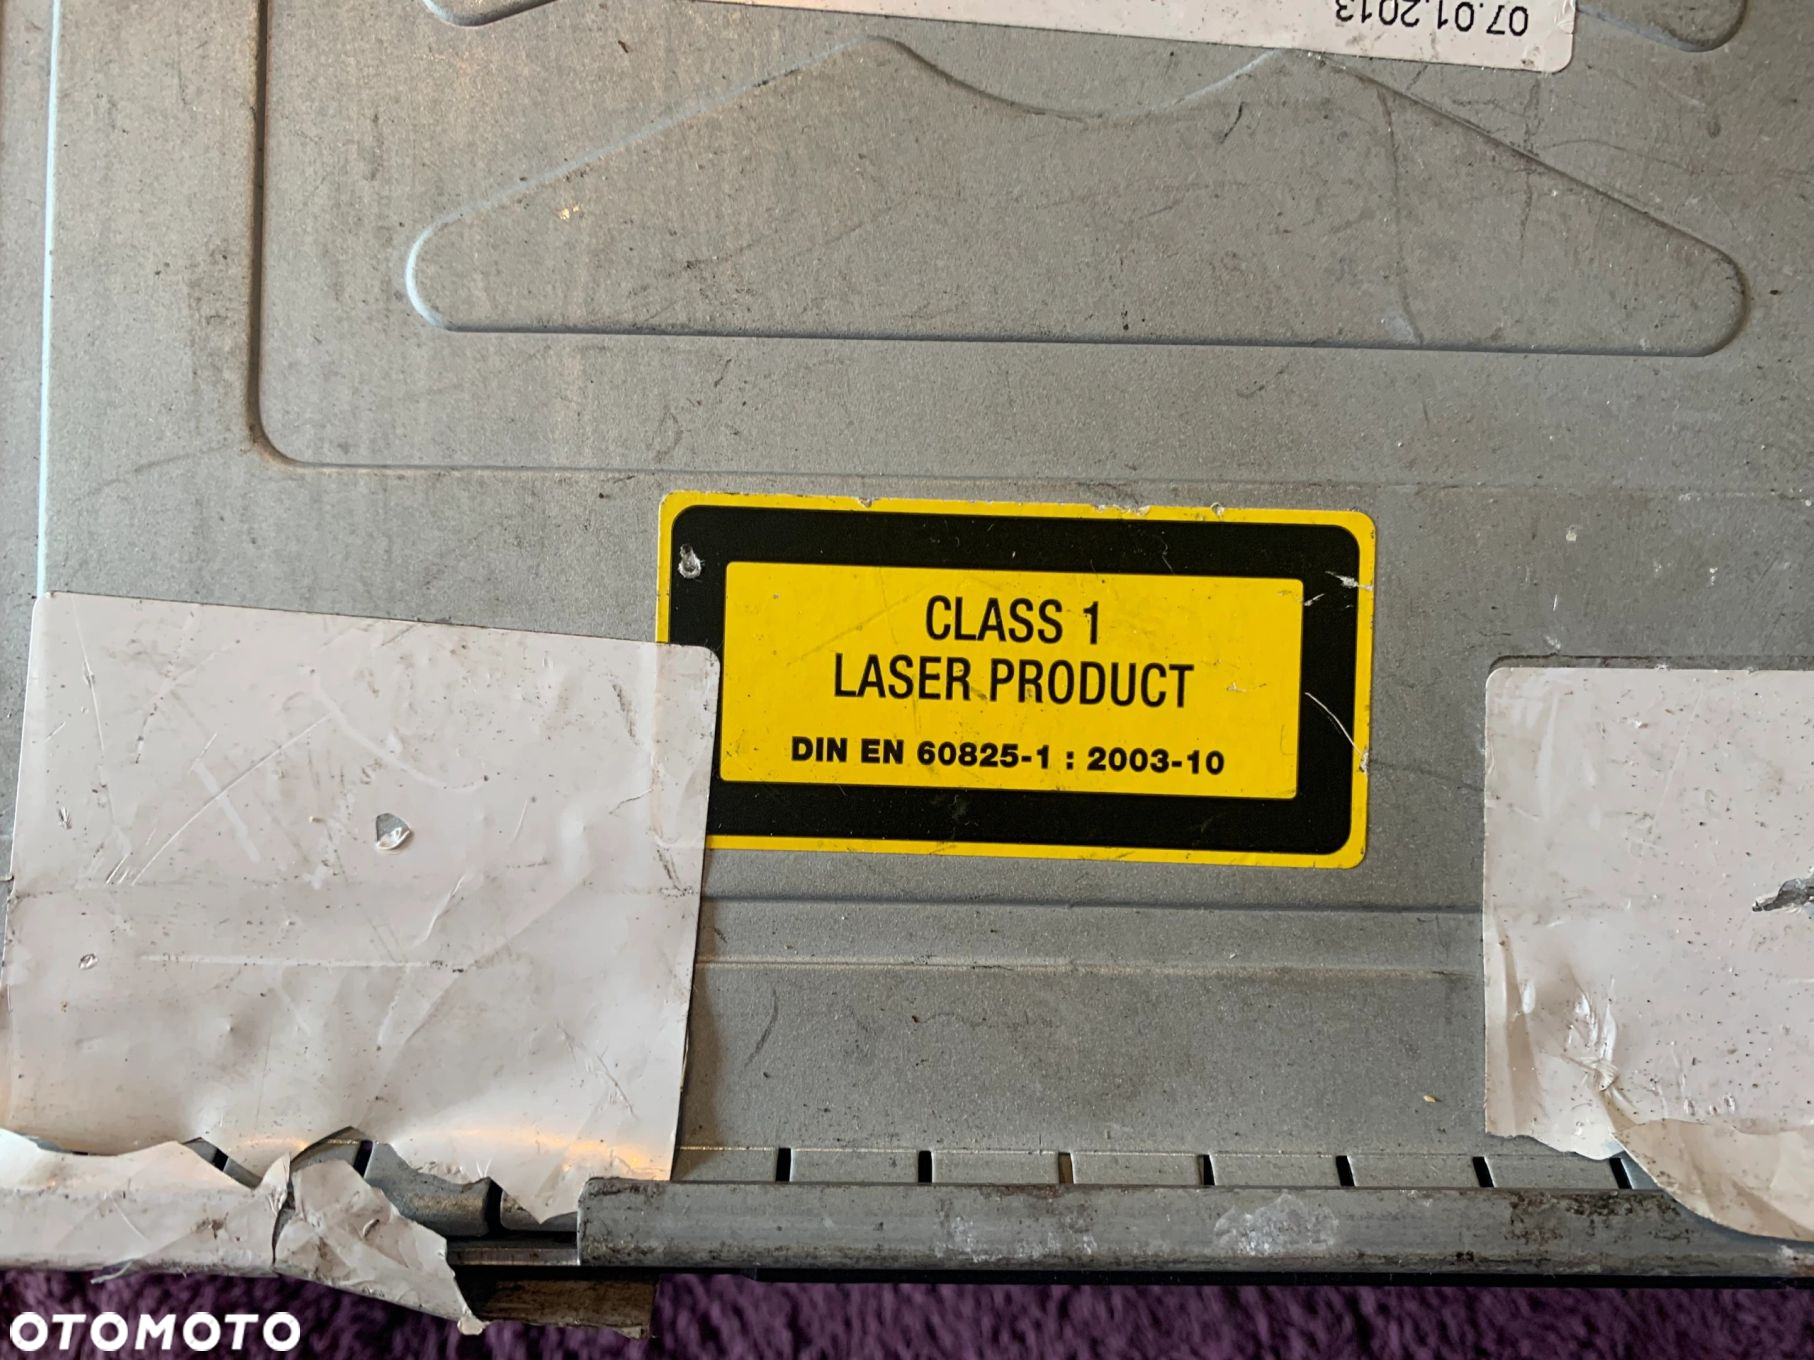 07.01.2013
CLASS 1
LASER PRODUCT
DIN EN 60825-1 : 2003-10
OTOMOTO